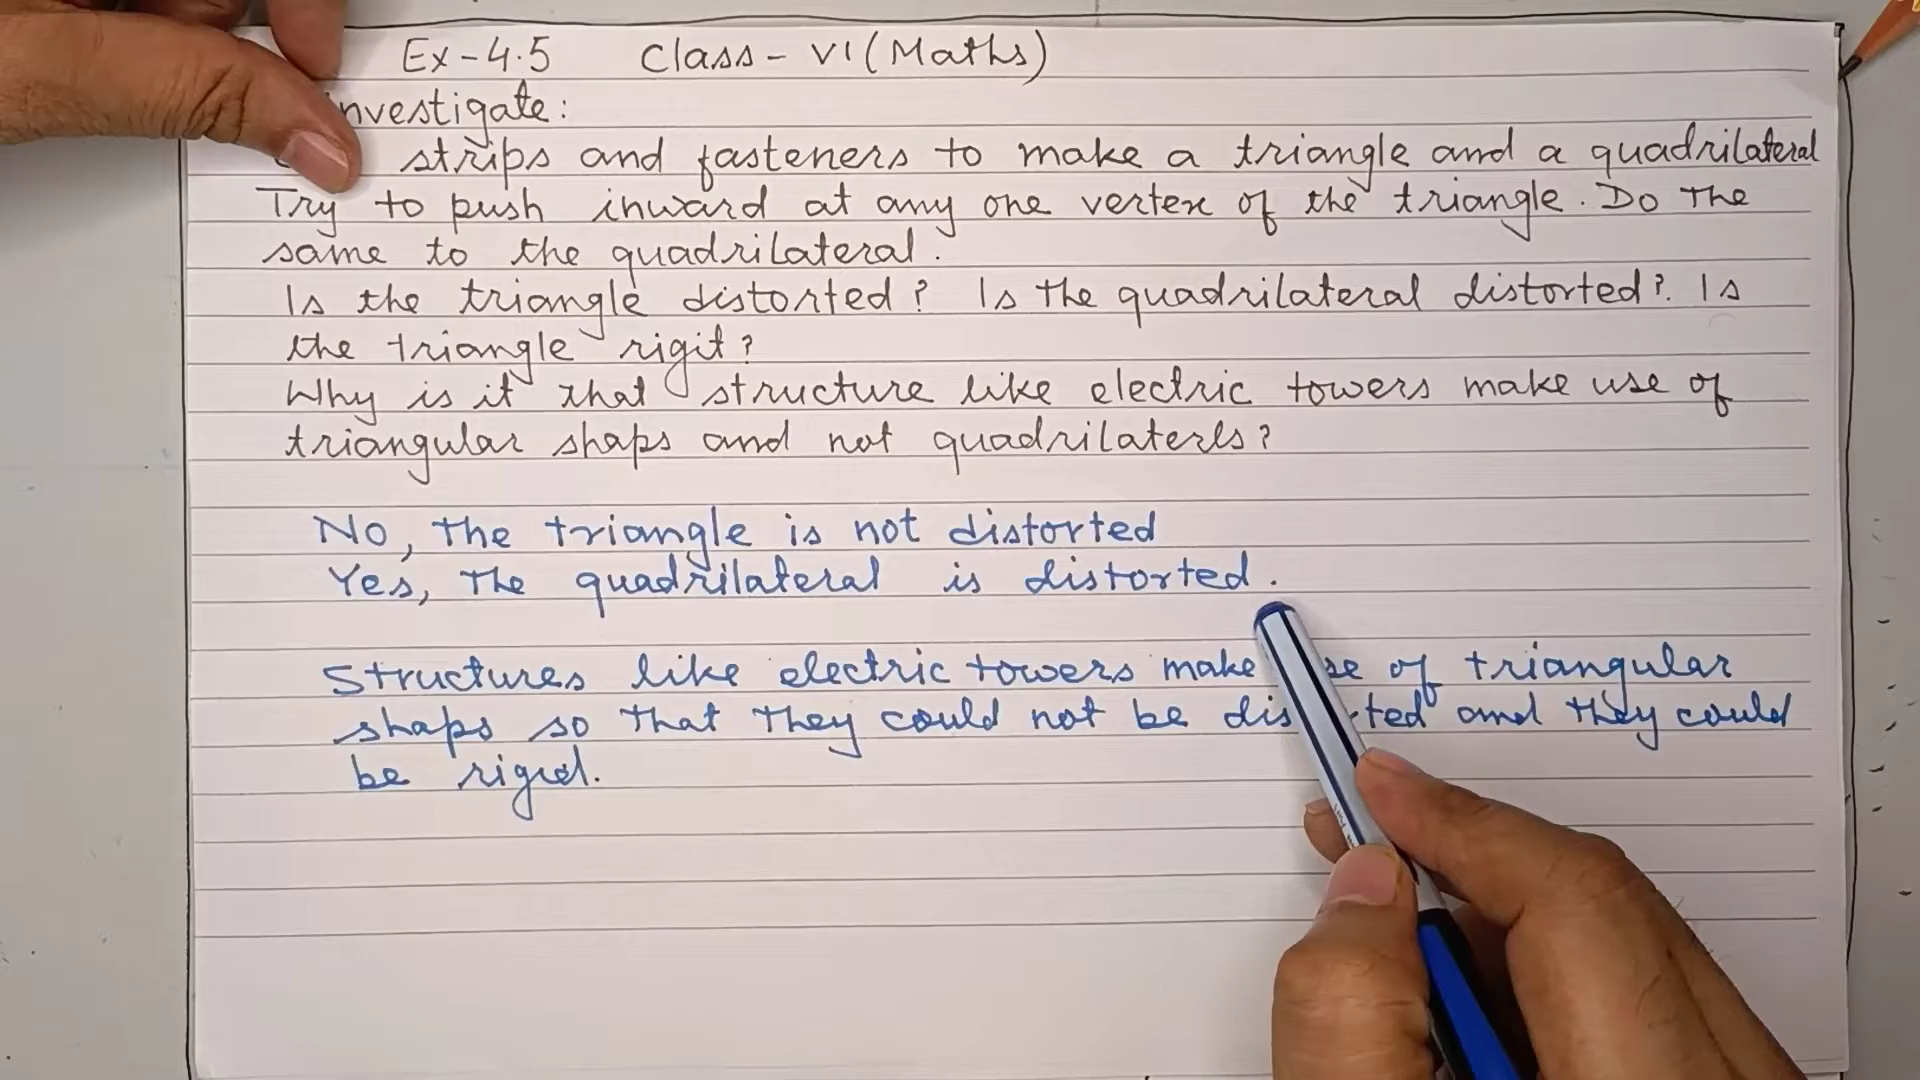 Ex-4.5 Class-VI (Maths)
nvestigate:
strips and fasteners to make a triangle and a quadrilateral
Try to push inward at any one vertex of the triangle. Do The
same to the quadrilateral.
Is the triangle distorted? Is the quadrilateral distorted?. Is
the triangle rigit?
Why is it that structure like electric towers make use of
triangular shaps and not quadrilaterls?
No, the triangle is not distorted
Yes, The quadrilateral is distorted.
Structures like electric towers make se of triangular
shaps so that they could not be dis ted and they could
be rigid.